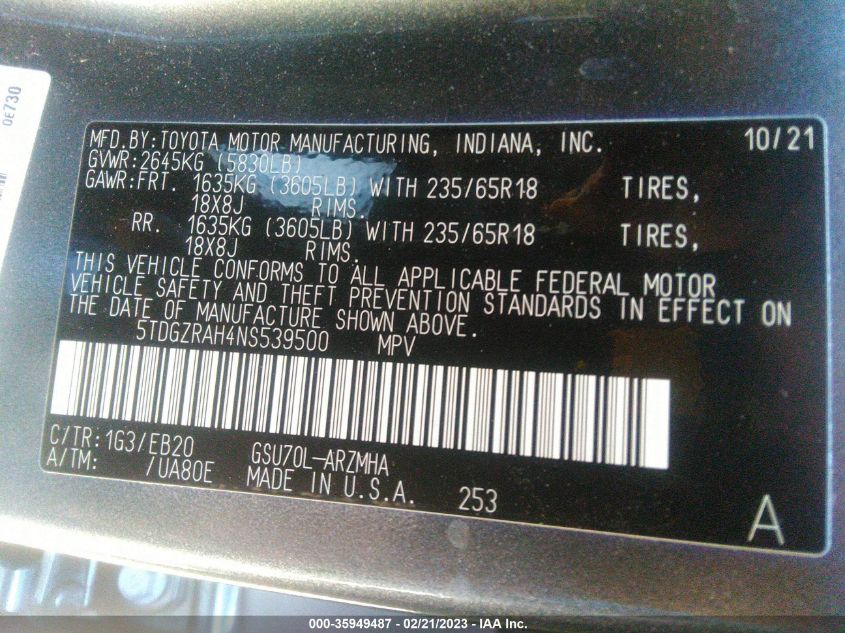 0E730
MFD.BY:TOYOTA MOTOR MANUFACTURING, INDIANA, INC. 10/21
GVWR:2645KG (5830LB)
GAWR:FRT. 1635KG (3605LB) WITH 235/65R18 TIRES,
18X8J RIMS.
RR. 1635KG (3605LB) WITH 235/65R18 TIRES,
18X8J RIMS.
THIS VEHICLE CONFORMS TO ALL APPLICABLE FEDERAL MOTOR
VEHICLE SAFETY AND THEFT PREVENTION STANDARDS IN EFFECT ON
THE DATE OF MANUFACTURE SHOWN ABOVE.
5TDGZRAH4NS539500 MPV
C/TR:1G3/EB20 GSU70L-ARZMHA
A/TM: /UA80E MADE IN U.S.A. 253
A
000-35949487 - 02/21/2023 - IAA Inc.